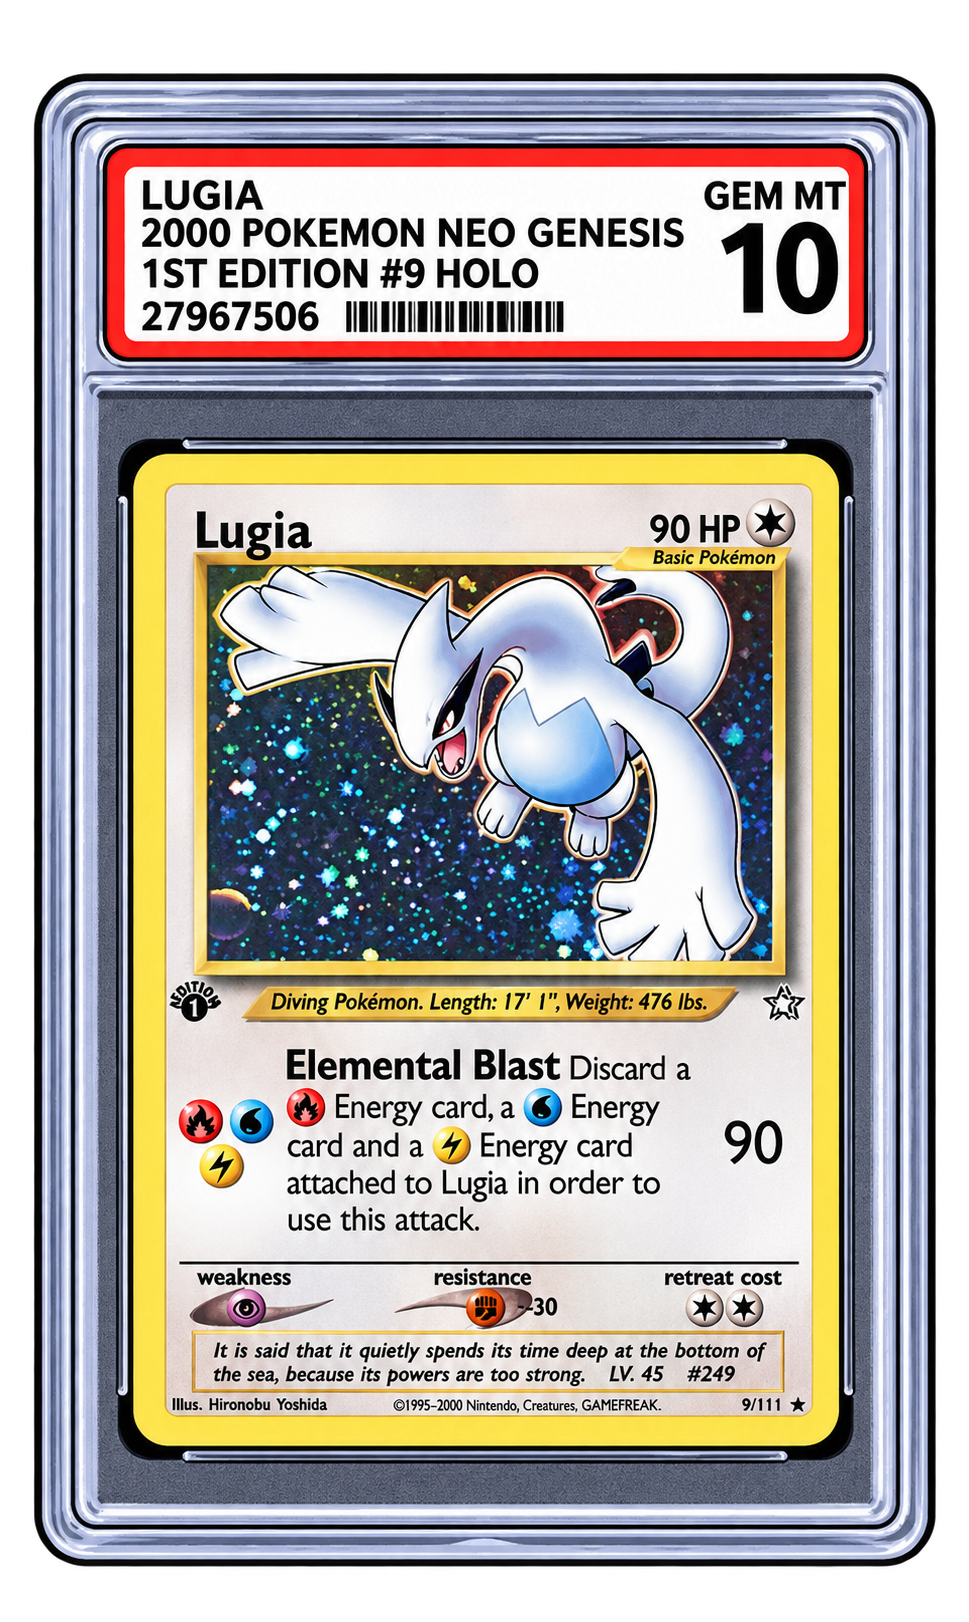 LUGIA
GEM MT
2000 POKEMON NEO GENESIS
10
1ST EDITION #9 HOLO
27967506
Lugia
90 HP
Basic Pokémon
EDITION
1
Diving Pokémon. Length: 17' 1", Weight: 476 lbs.
Elemental Blast Discard a
Energy card, a Energy
card and a Energy card
attached to Lugia in order to
use this attack.
90
weakness
resistance
retreat cost
-30
It is said that it quietly spends its time deep at the bottom of
the sea, because its powers are too strong. LV. 45 #249
Illus. Hironobu Yoshida
©1995-2000 Nintendo, Creatures, GAMEFREAK.
9/111 ★